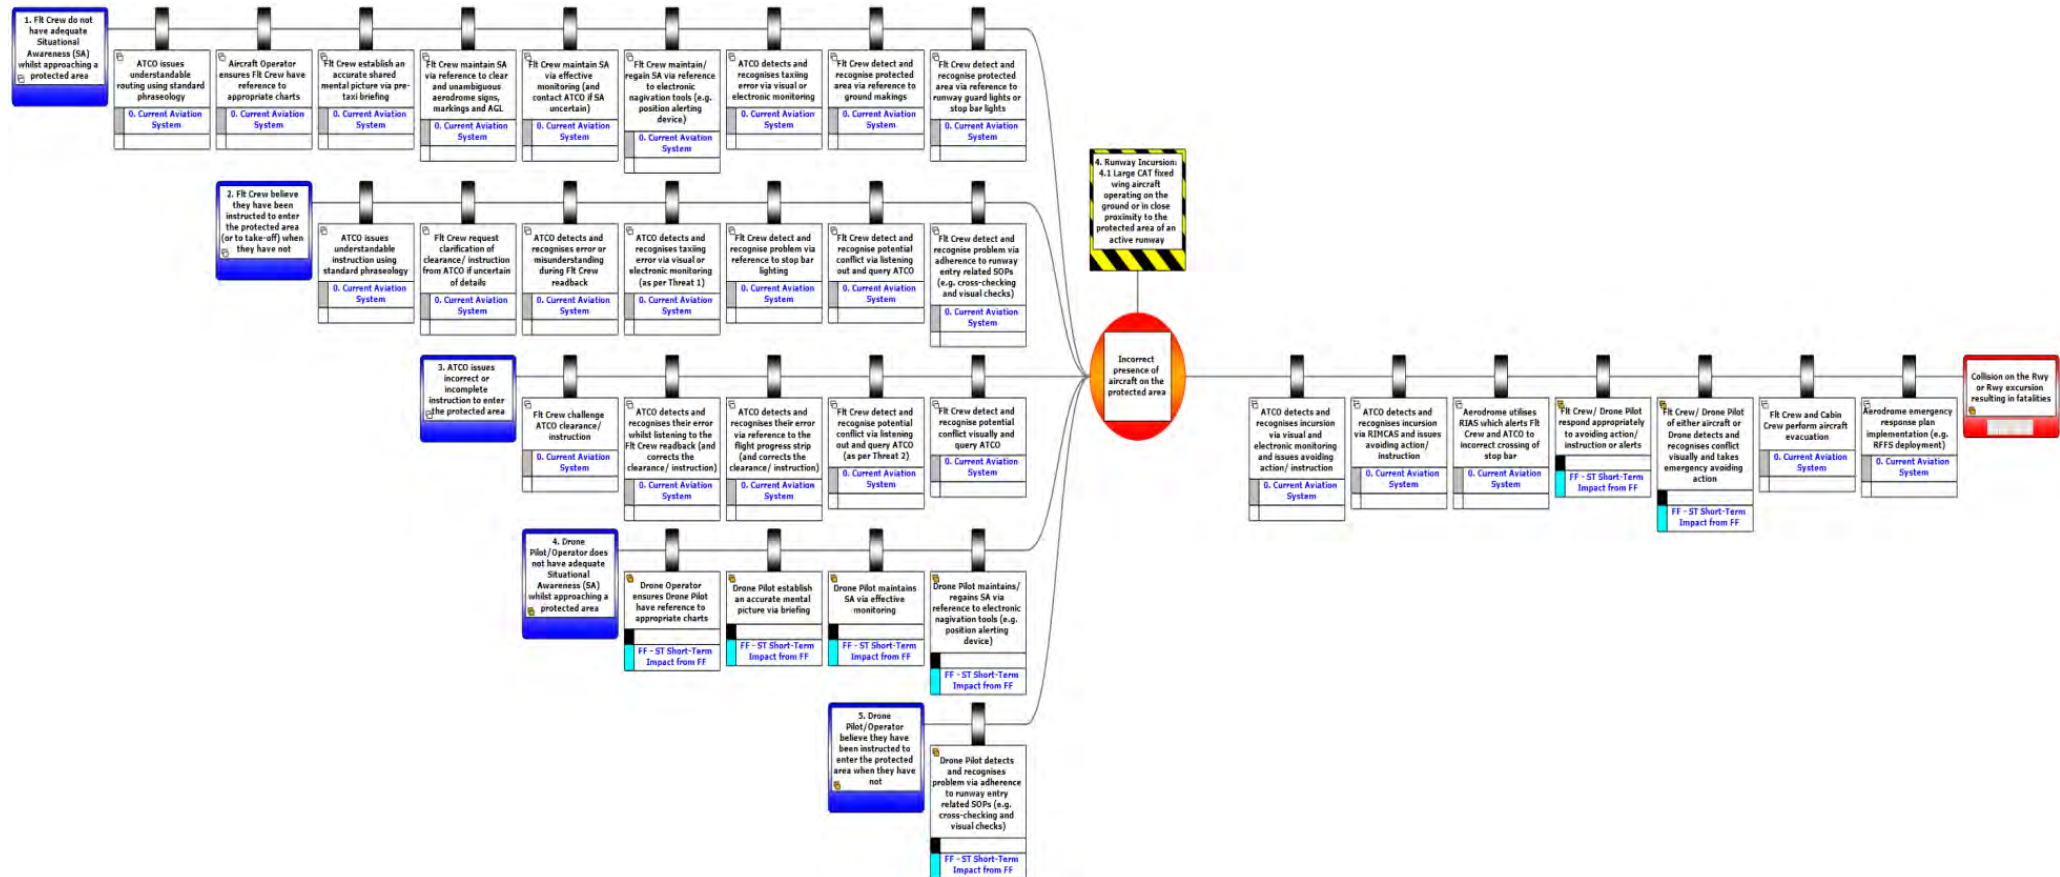 1. Flt Crew do not
have adequate
Situational
Awareness (SA)
whilst approaching a
protected area
ATCO issues
understandable
routing using standard
phraseology
0. Current Aviation
System
Aircraft Operator
ensures Flt Crew have
reference to
appropriate charts
0. Current Aviation
System
Flt Crew establish an
accurate shared
mental picture via pre-
taxi briefing
0. Current Aviation
System
Flt Crew maintain SA
via reference to clear
and unambiguous
aerodrome signs,
markings and AGL
0. Current Aviation
System
Flt Crew maintain SA
via effective
monitoring (and
contact ATCO if SA
uncertain)
0. Current Aviation
System
Flt Crew maintain/
regain SA via reference
to electronic
nagivation tools (e.g.
position alerting
device)
0. Current Aviation
System
ATCO detects and
recognises taxiing
error via visual or
electronic monitoring
0. Current Aviation
System
Flt Crew detect and
recognise protected
area via reference to
ground makings
0. Current Aviation
System
Flt Crew detect and
recognise protected
area via reference to
runway guard lights or
stop bar lights
0. Current Aviation
System
2. Flt Crew believe
they have been
instructed to enter
the protected area
(or to take-off) when
they have not
ATCO issues
understandable
instruction using
standard phraseology
0. Current Aviation
System
Flt Crew request
clarification of
clearance/ instruction
from ATCO if uncertain
of details
0. Current Aviation
System
ATCO detects and
recognises error or
misunderstanding
during Flt Crew
readback
0. Current Aviation
System
ATCO detects and
recognises taxiing
error via visual or
electronic monitoring
(as per Threat 1)
0. Current Aviation
System
Flt Crew detect and
recognise problem via
reference to stop bar
lighting
0. Current Aviation
System
Flt Crew detect and
recognise potential
conflict via listening
out and query ATCO
0. Current Aviation
System
Flt Crew detect and
recognise problem via
adherence to runway
entry related SOPs
(e.g. cross-checking
and visual checks)
0. Current Aviation
System
3. ATCO issues
incorrect or
incomplete
instruction to enter
the protected area
Flt Crew challenge
ATCO clearance/
instruction
0. Current Aviation
System
ATCO detects and
recognises their error
whilst listening to the
Flt Crew readback (and
corrects the
clearance/ instruction)
0. Current Aviation
System
ATCO detects and
recognises their error
via reference to the
flight progress strip
(and corrects the
clearance/ instruction)
0. Current Aviation
System
Flt Crew detect and
recognise potential
conflict via listening
out and query ATCO
(as per Threat 2)
0. Current Aviation
System
Flt Crew detect and
recognise potential
conflict visually and
query ATCO
0. Current Aviation
System
4. Drone
Pilot/Operator does
not have adequate
Situational
Awareness (SA)
whilst approaching a
protected area
Drone Operator
ensures Drone Pilot
have reference to
appropriate charts
FF - ST Short-Term
Impact from FF
Drone Pilot establish
an accurate mental
picture via briefing
FF - ST Short-Term
Impact from FF
Drone Pilot maintains
SA via effective
monitoring
FF - ST Short-Term
Impact from FF
Drone Pilot maintains/
regains SA via
reference to electronic
nagivation tools (e.g.
position alerting
device)
FF - ST Short-Term
Impact from FF
5. Drone
Pilot/Operator
believe they have
been instructed to
enter the protected
area when they have
not
Drone Pilot detects
and recognises
problem via adherence
to runway entry
related SOPs (e.g.
cross-checking and
visual checks)
FF - ST Short-Term
Impact from FF
4. Runway Incursion:
4.1 Large CAT fixed
wing aircraft
operating on the
ground or in close
proximity to the
protected area of an
active runway
Incorrect
presence of
aircraft on the
protected area
ATCO detects and
recognises incursion
via visual and
electronic monitoring
and issues avoiding
action/ instruction
0. Current Aviation
System
ATCO detects and
recognises incursion
via RIMCAS and issues
avoiding action/
instruction
0. Current Aviation
System
Aerodrome utilises
RIAS which alerts Flt
Crew and ATCO to
incorrect crossing of
stop bar
0. Current Aviation
System
Flt Crew/ Drone Pilot
respond appropriately
to avoiding action/
instruction or alerts
FF - ST Short-Term
Impact from FF
Flt Crew/ Drone Pilot
of either aircraft or
Drone detects and
recognises conflict
visually and takes
emergency avoiding
action
FF - ST Short-Term
Impact from FF
Flt Crew and Cabin
Crew perform aircraft
evacuation
0. Current Aviation
System
Aerodrome emergency
response plan
implementation (e.g.
RFFS deployment)
0. Current Aviation
System
Collision on the Rwy
or Rwy excursion
resulting in fatalities